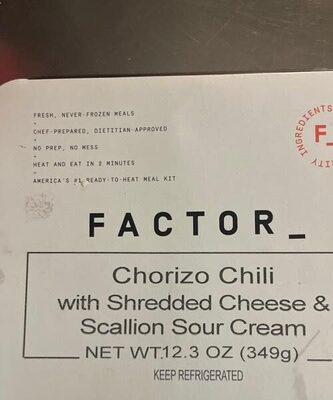 FRESH, NEVER-FROZEN MEALS
CHEF-PREPARED, DIETITIAN-APPROVED
NO PREP, NO MESS
HEAT AND EAT IN 2 MINUTES
AMERICA'S #1 READY-TO-HEAT MEAL KIT
INGREDIENTS
F_
FACTOR_
Chorizo Chili
with Shredded Cheese &
Scallion Sour Cream
NET WT.12.3 OZ (349g)
KEEP REFRIGERATED